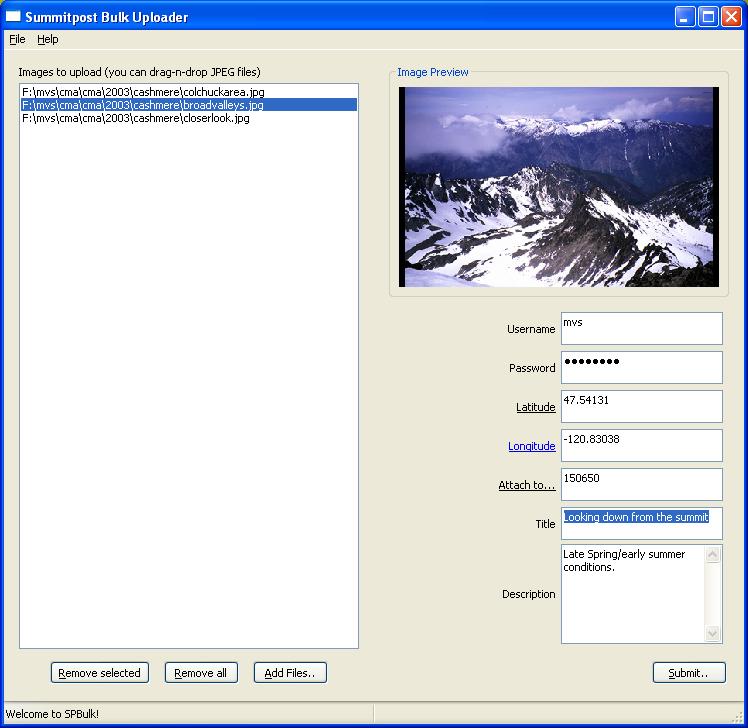 Summitpost Bulk Uploader
File Help
Images to upload (you can drag-n-drop JPEG files)
F:\mvs\cma\cma\2003\cashmere\colchuckarea.jpg
F:\mvs\cma\cma\2003\cashmere\broadvalleys.jpg
F:\mvs\cma\cma\2003\cashmere\closerlook.jpg
Remove selected
Remove all
Add Files..
Image Preview
Username
mvs
Password
●●●●●●●●
Latitude
47.54131
Longitude
-120.83038
Attach to...
150650
Title
Looking down from the summit
Description
Late Spring/early summer
conditions.
Submit..
Welcome to SPBulk!